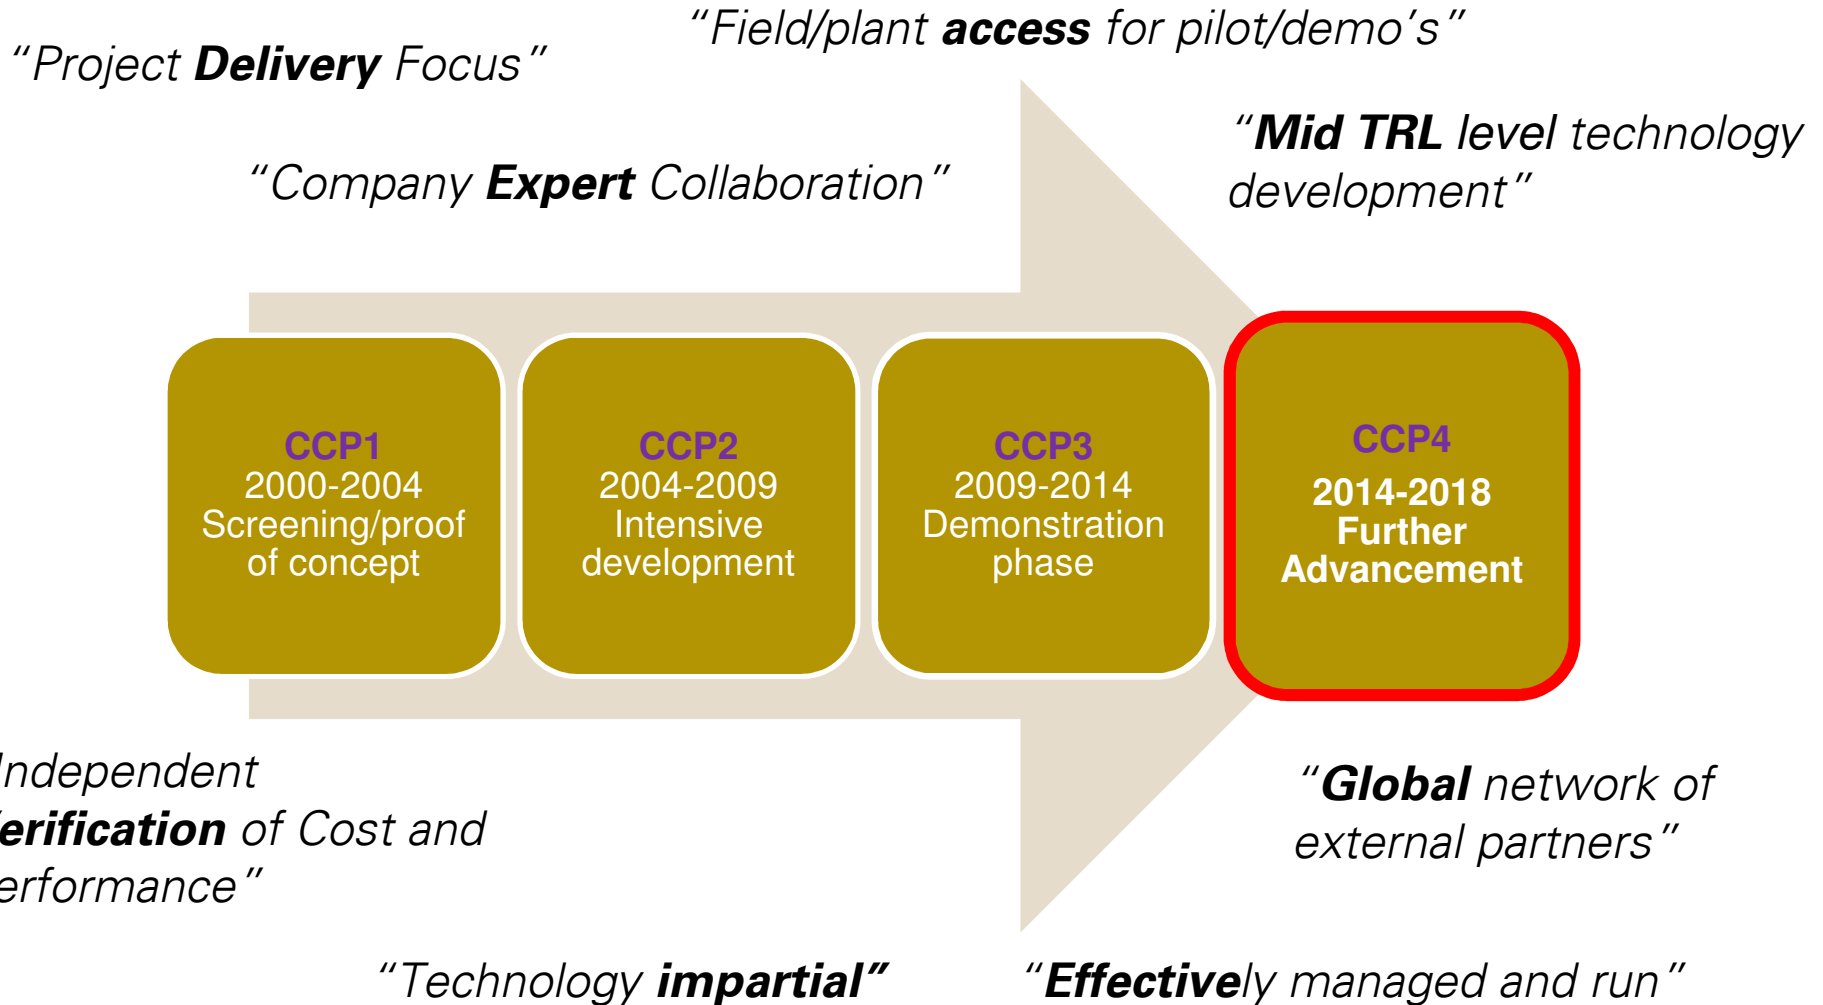 “Field/plant access for pilot/demo’s”
“Project Delivery Focus”
“Mid TRL level technology
development”
“Company Expert Collaboration”
CCP1
2000-2004
Screening/proof
of concept
CCP2
2004-2009
Intensive
development
CCP3
2009-2014
Demonstration
phase
CCP4
2014-2018
Further
Advancement
Independent
erification of Cost and
erformance”
“Global network of
external partners”
“Technology impartial”
“Effectively managed and run”